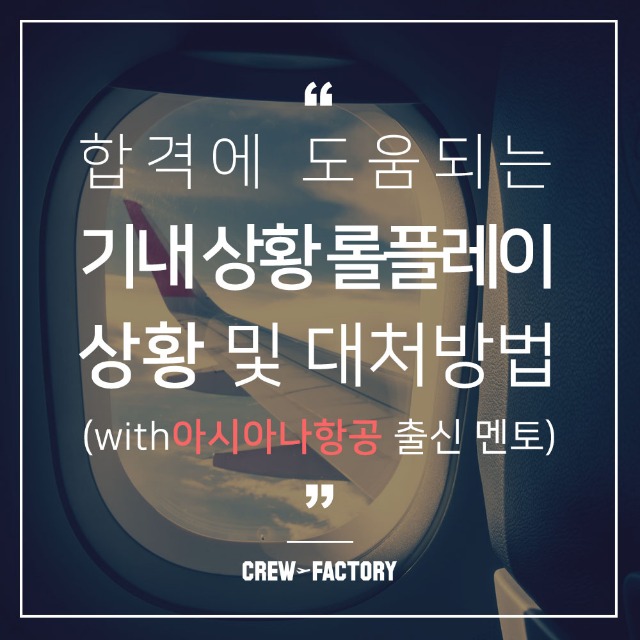 “
합격에 도움되는
기내 상황 롤플레이
상황 및 대처방법
(with아시아나항공 출신 멘토)
”
CREW FACTORY